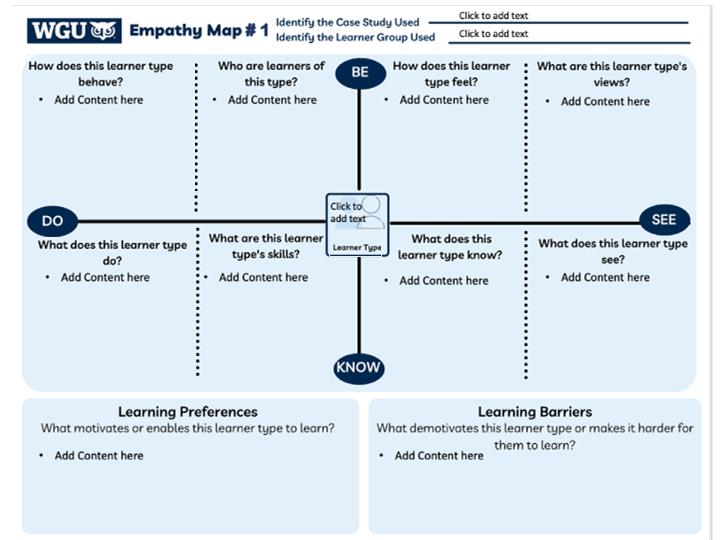 WGU Empathy Map # 1
Identify the Case Study Used Click to add text
Identify the Learner Group Used Click to add text
How does this learner type
behave?
• Add Content here
Who are learners of
this type?
• Add Content here
BE
How does this learner
type feel?
• Add Content here
What are this learner type's
views?
• Add Content here
DO
Click to
add text
Learner Type
SEE
What does this learner type
do?
• Add Content here
What are this learner
type's skills?
• Add Content here
What does this
learner type know?
• Add Content here
What does this learner type
see?
• Add Content here
KNOW
Learning Preferences
What motivates or enables this learner type to learn?
• Add Content here
Learning Barriers
What demotivates this learner type or makes it harder for
them to learn?
• Add Content here